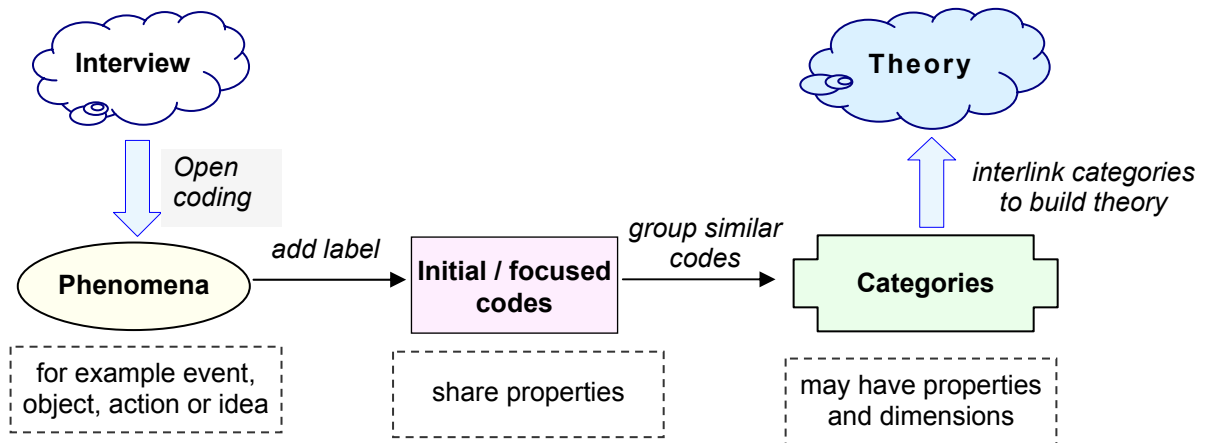 Interview
Theory
Open
coding
interlink categories
to build theory
Phenomena
add label
Initial / focused
codes
group similar
codes
Categories
for example event,
object, action or idea
share properties
may have properties
and dimensions